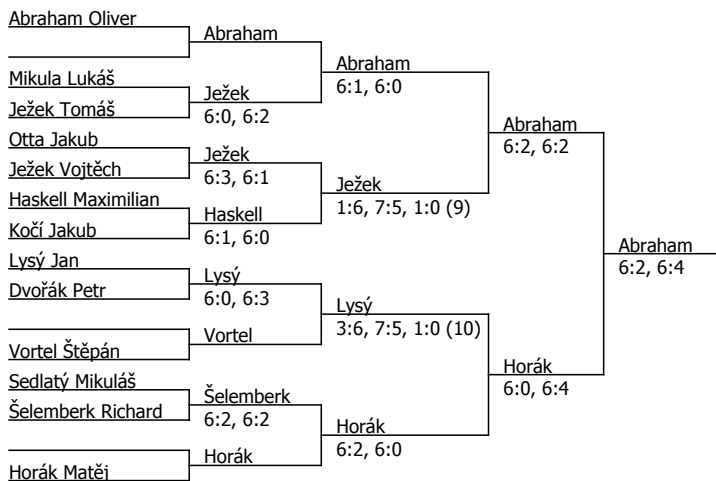 Abraham Oliver
Abraham
Abraham
6:1, 6:0
Mikula Lukáš
Ježek
6:0, 6:2
Ježek Tomáš
Abraham
6:2, 6:2
Otta Jakub
Ježek
6:3, 6:1
Ježek Vojtěch
Ježek
1:6, 7:5, 1:0 (9)
Haskell Maximilian
Haskell
6:1, 6:0
Kočí Jakub
Abraham
6:2, 6:4
Lysý Jan
Lysý
6:0, 6:3
Dvořák Petr
Lysý
3:6, 7:5, 1:0 (10)
Vortel
Vortel Štěpán
Horák
6:0, 6:4
Sedlatý Mikuláš
Šelemberk
6:2, 6:2
Šelemberk Richard
Horák
6:2, 6:0
Horák
Horák Matěj